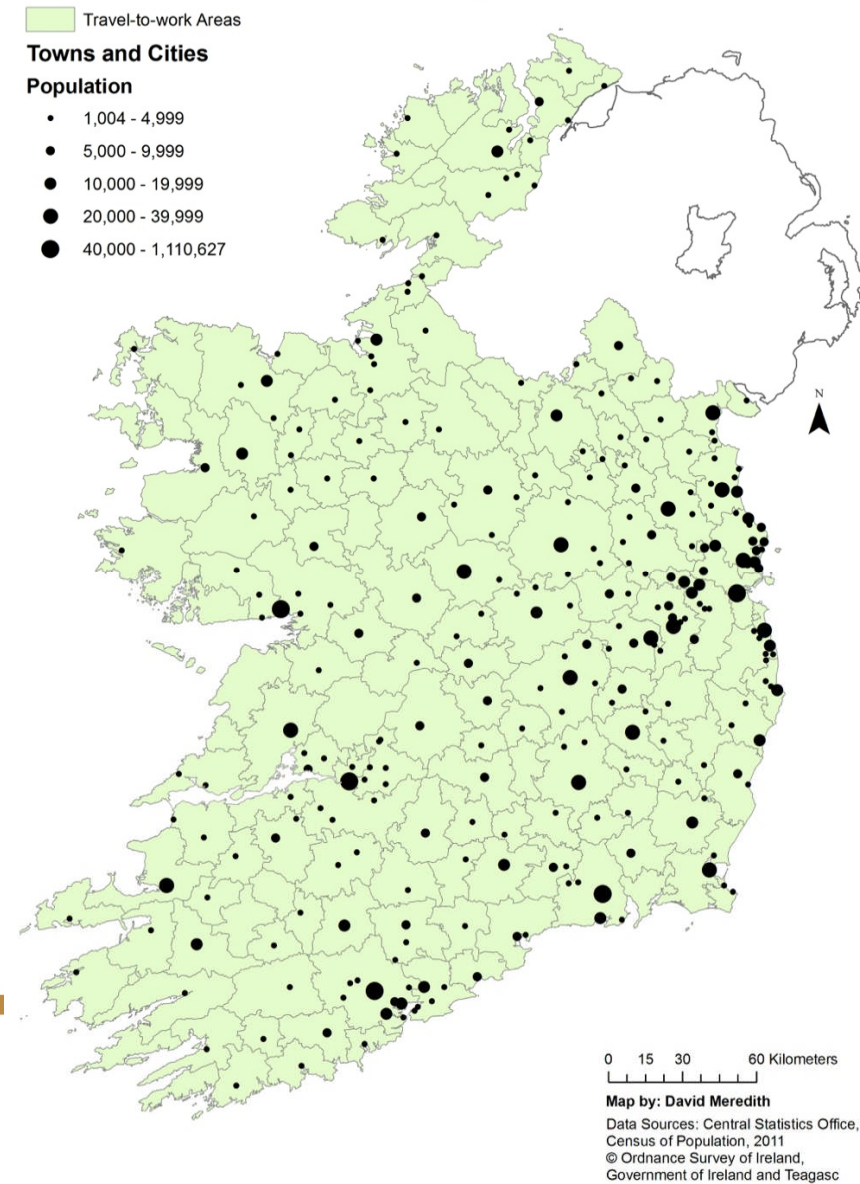 Travel-to-work Areas
Towns and Cities
Population
1,004 - 4,999
5,000 - 9,999
10,000 - 19,999
20,000 - 39,999
40,000 - 1,110,627
N
0 15 30 60 Kilometers
Map by: David Meredith
Data Sources: Central Statistics Office,
Census of Population, 2011
© Ordnance Survey of Ireland,
Government of Ireland and Teagasc